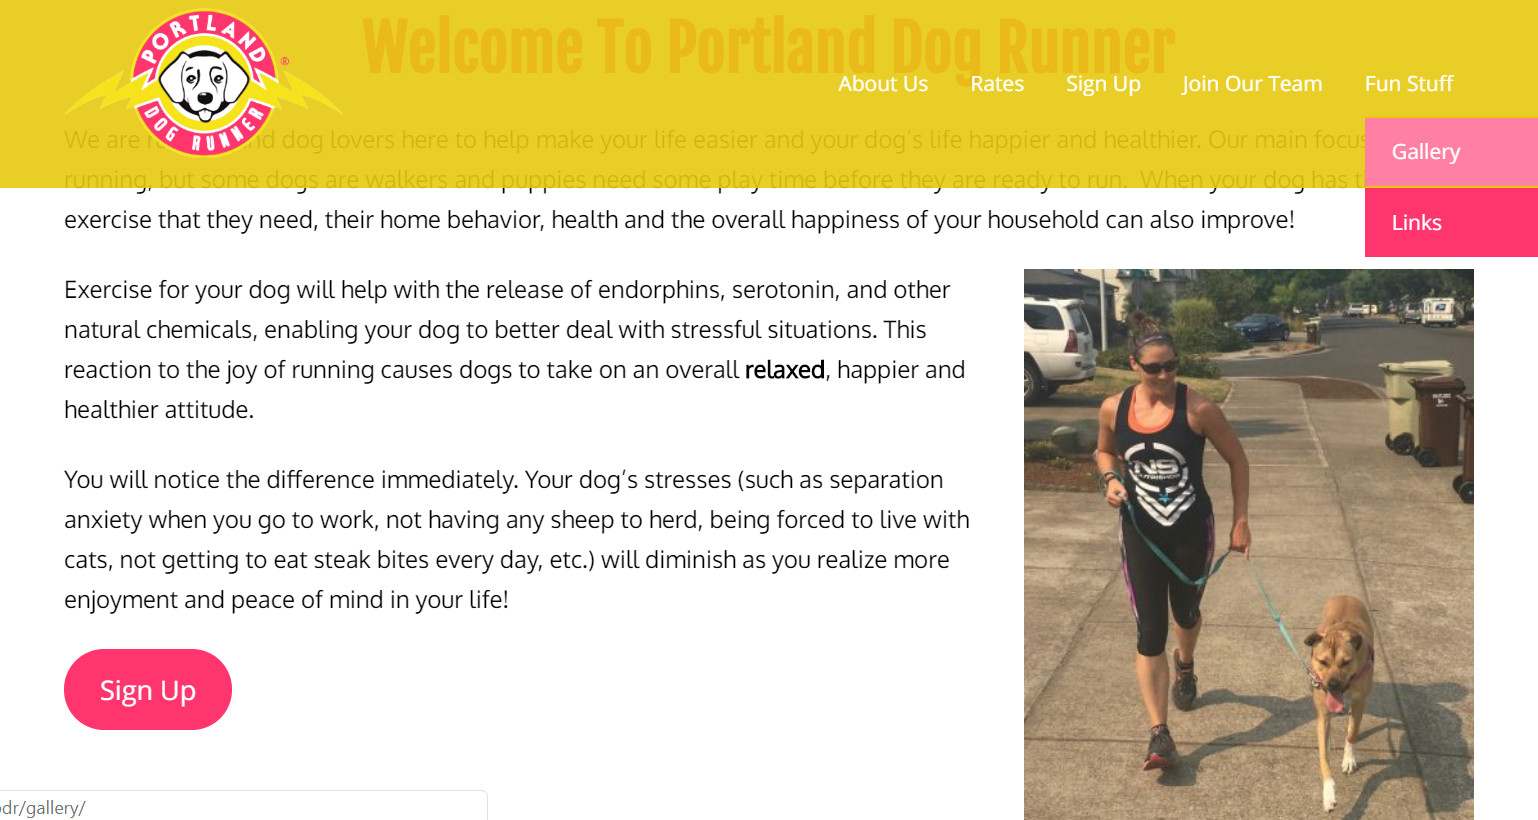 Welcome To Portland Dog Runner
PORTLAND
DOG RUNNER
®
About Us Rates Sign Up Join Our Team Fun Stuff
Gallery
Links
We are nd dog lovers here to help make your life easier and your dog’s life happier and healthier. Our main focus
running, but some dogs are walkers and puppies need some play time before they are ready to run. When your dog has
exercise that they need, their home behavior, health and the overall happiness of your household can also improve!
Exercise for your dog will help with the release of endorphins, serotonin, and other
natural chemicals, enabling your dog to better deal with stressful situations. This
reaction to the joy of running causes dogs to take on an overall relaxed, happier and
healthier attitude.
You will notice the difference immediately. Your dog’s stresses (such as separation
anxiety when you go to work, not having any sheep to herd, being forced to live with
cats, not getting to eat steak bites every day, etc.) will diminish as you realize more
enjoyment and peace of mind in your life!
Sign Up
NS
dr/gallery/